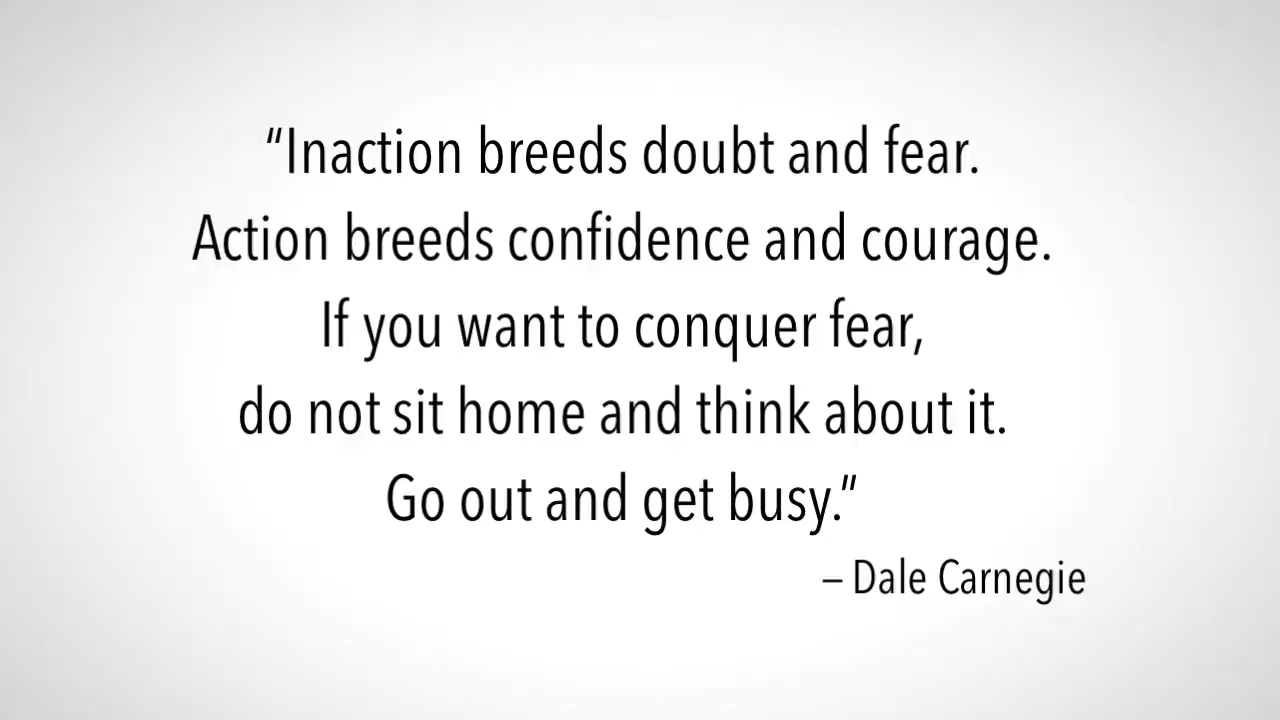 “Inaction breeds doubt and fear.
Action breeds confidence and courage.
If you want to conquer fear,
do not sit home and think about it.
Go out and get busy.”
– Dale Carnegie